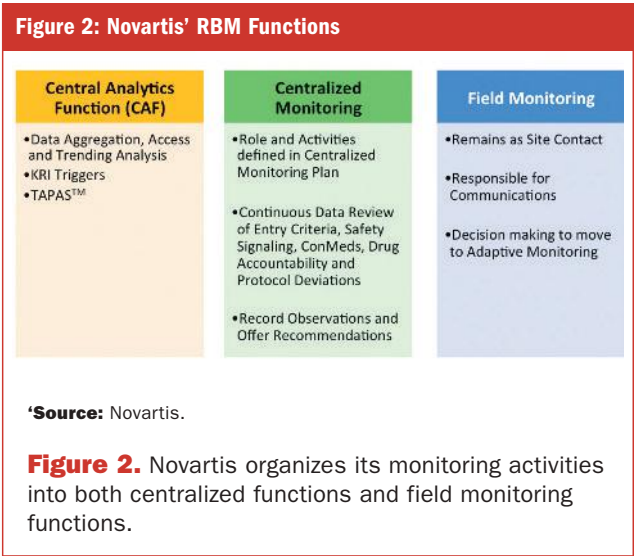 Figure 2: Novartis' RBM Functions
Central Analytics
Function (CAF)
•Data Aggregation, Access
and Trending Analysis
•KRI Triggers
•TAPAS™
Centralized
Monitoring
•Role and Activities
defined in Centralized
Monitoring Plan
•Continuous Data Review
of Entry Criteria, Safety
Signaling, ConMeds, Drug
Accountability and
Protocol Deviations
•Record Observations and
Offer Recommendations
Field Monitoring
•Remains as Site Contact
•Responsible for
Communications
•Decision making to move
to Adaptive Monitoring
‘Source: Novartis.
Figure 2. Novartis organizes its monitoring activities
into both centralized functions and field monitoring
functions.